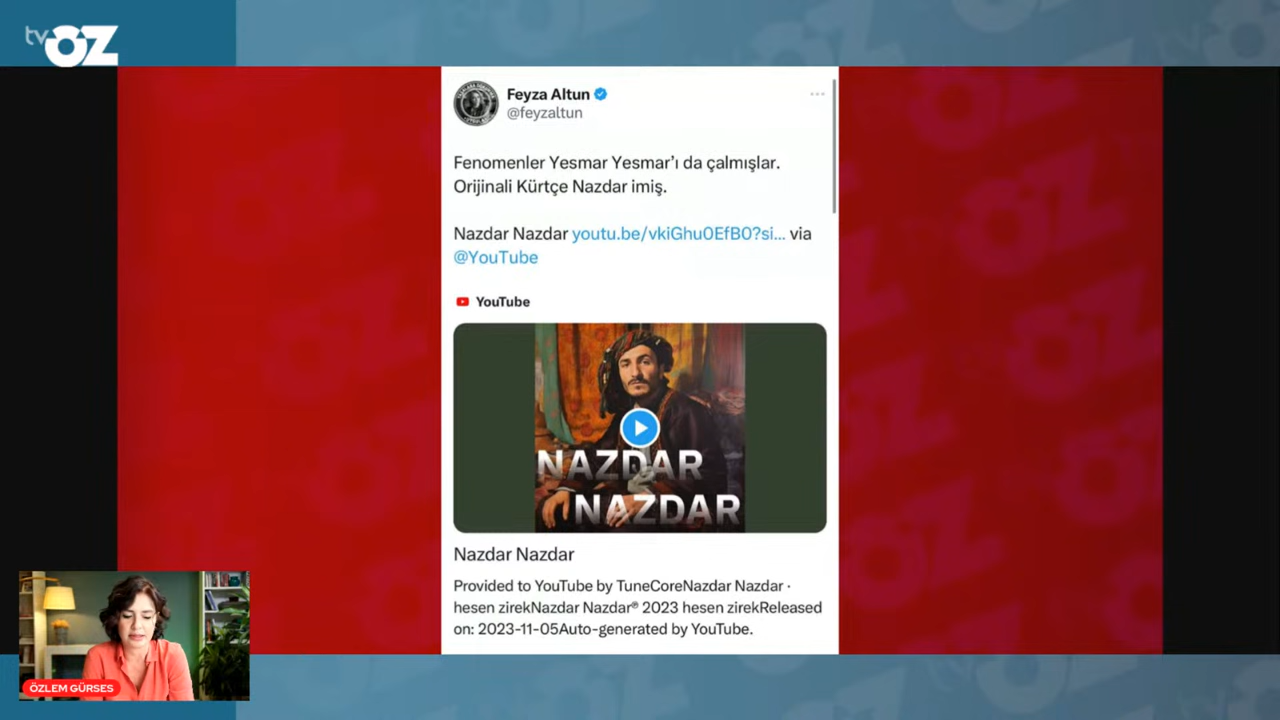 tv ÖZ
Feyza Altun
@feyzaltun
Fenomenler Yesmar Yesmar’ı da çalmışlar.
Orijinali Kürtçe Nazdar imiş.
Nazdar Nazdar youtu.be/vkiGhu0EfB0?si... via
@YouTube
YouTube
NAZDAR
NAZDAR
Nazdar Nazdar
Provided to YouTube by TuneCoreNazdar Nazdar ·
hesen zirekNazdar Nazdar℗ 2023 hesen zirekReleased
on: 2023-11-05Auto-generated by YouTube.
ÖZLEM GÜRSES